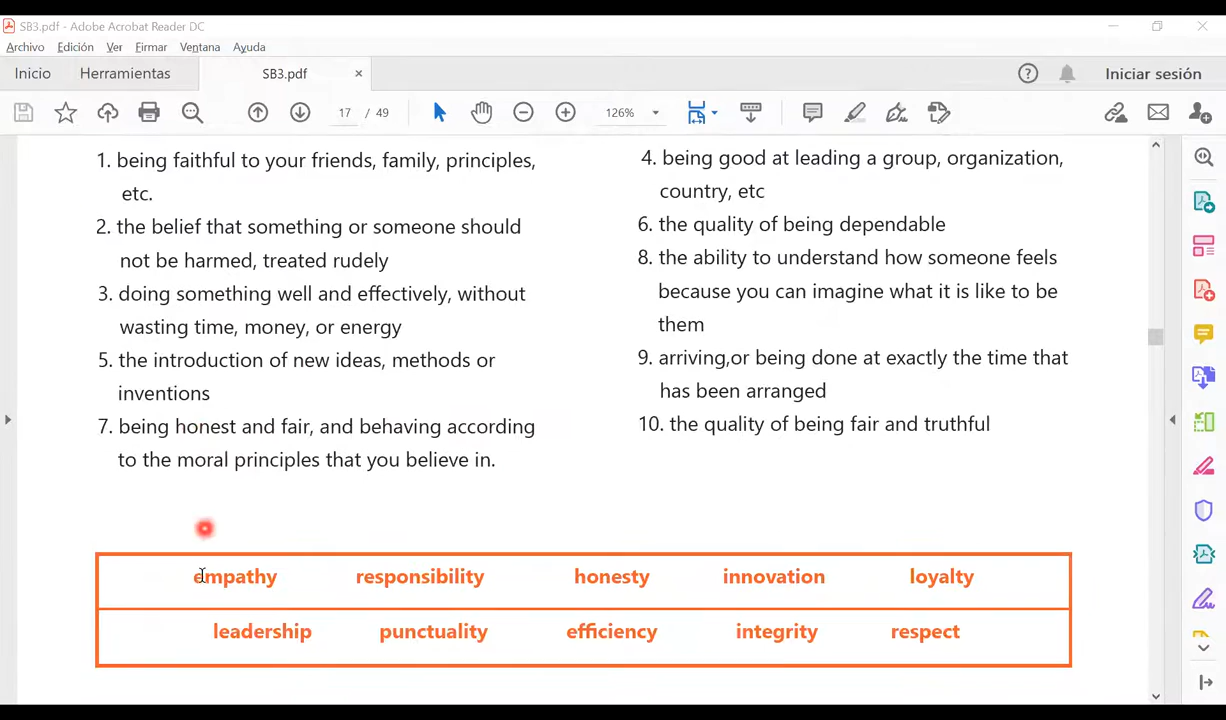 SB3.pdf - Adobe Acrobat Reader DC
Archivo Edición Ver Firmar Ventana Ayuda
Inicio Herramientas SB3.pdf × Iniciar sesión
17 / 49 126%
1. being faithful to your friends, family, principles,
etc.
2. the belief that something or someone should
not be harmed, treated rudely
3. doing something well and effectively, without
wasting time, money, or energy
5. the introduction of new ideas, methods or
inventions
7. being honest and fair, and behaving according
to the moral principles that you believe in.
4. being good at leading a group, organization,
country, etc
6. the quality of being dependable
8. the ability to understand how someone feels
because you can imagine what it is like to be
them
9. arriving,or being done at exactly the time that
has been arranged
10. the quality of being fair and truthful
empathy responsibility honesty innovation loyalty
leadership punctuality efficiency integrity respect